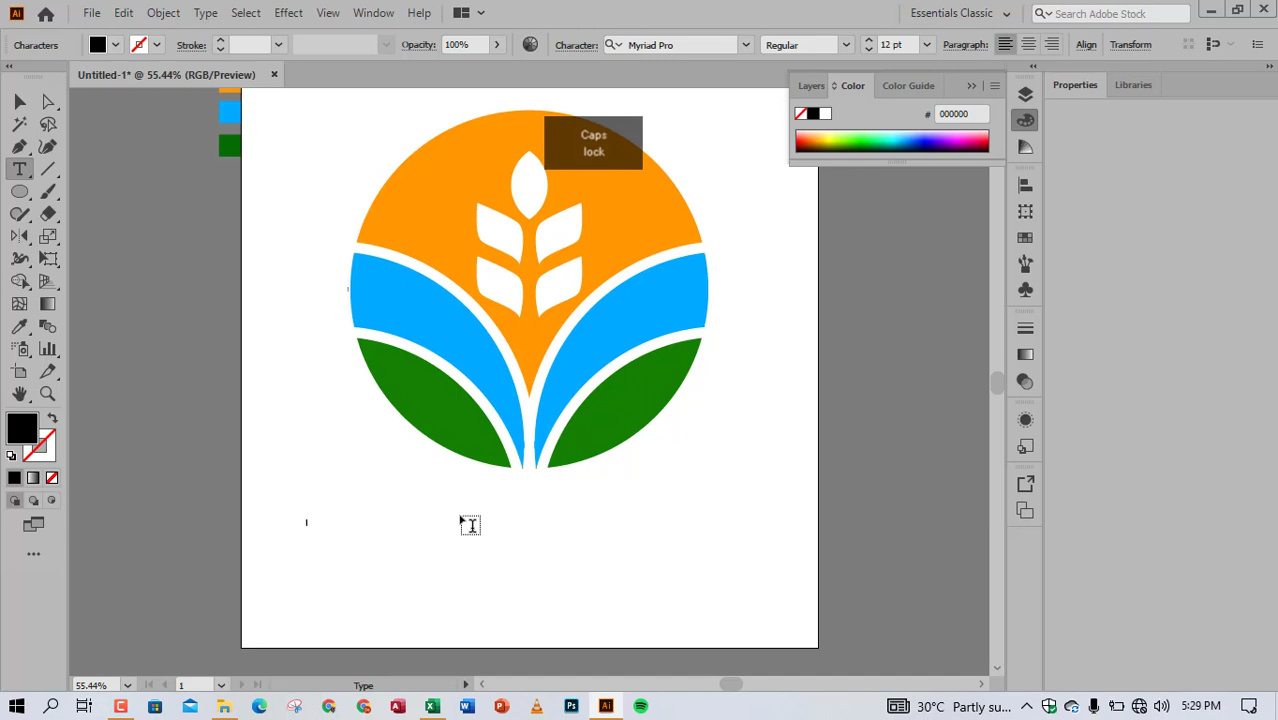 Ai File Edit Object Type Select Effect View Window Help Essentials Classic Search Adobe Stock
Characters Stroke: Opacity: 100% Character: Myriad Pro Regular 12 pt Paragraph: Align Transform
Untitled-1* @ 55.44% (RGB/Preview)
Layers Color Color Guide Properties Libraries
# 000000
Caps
lock
55.44% 1 Type
30°C Partly su... 5:29 PM